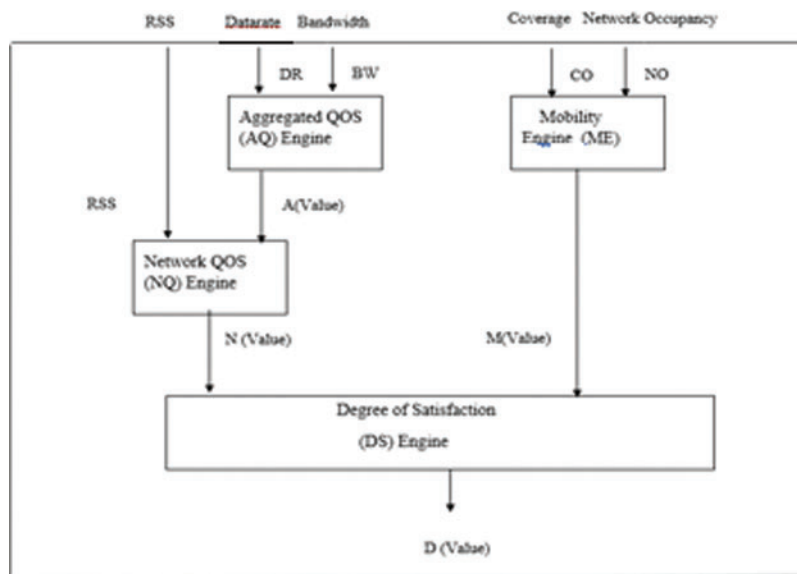 RSS Datarate Bandwidth Coverage Network Occupancy
DR BW CO NO
Aggregated QOS
(AQ) Engine
Mobility
Engine (ME)
RSS A(Value)
Network QOS
(NQ) Engine
N (Value) M(Value)
Degree of Satisfaction
(DS) Engine
D (Value)